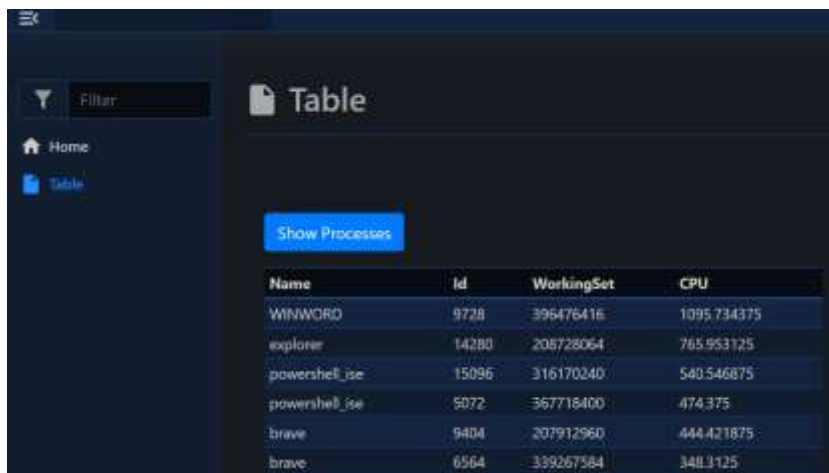 Filter
Home
Table
Table
Show Processes
Name Id WorkingSet CPU
WINWORD 9728 396476416 1095.734375
explorer 14280 208728064 765.953125
powershell_ise 15096 316170240 540.546875
powershell_ise 5072 367718400 474.375
brave 9404 207912960 444.421875
brave 6564 339267584 348.3125